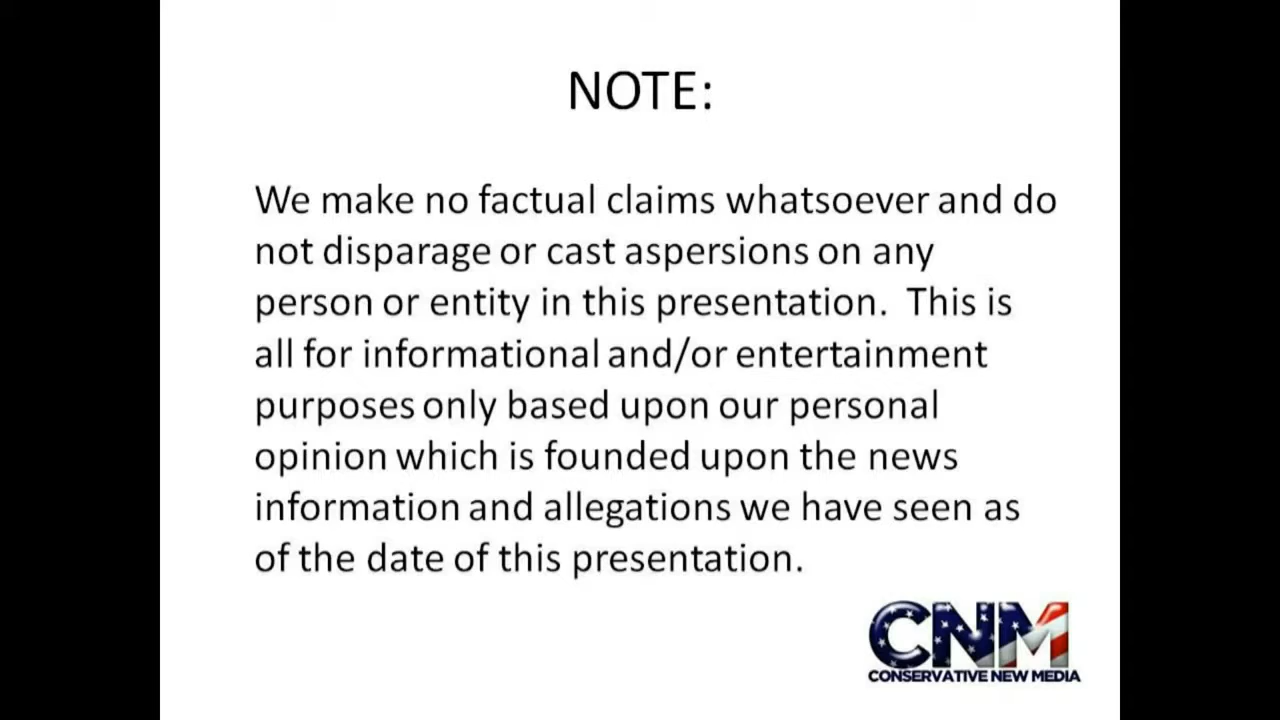 NOTE:
We make no factual claims whatsoever and do
not disparage or cast aspersions on any
person or entity in this presentation.  This is
all for informational and/or entertainment
purposes only based upon our personal
opinion which is founded upon the news
information and allegations we have seen as
of the date of this presentation.
CNM
CONSERVATIVE NEW MEDIA